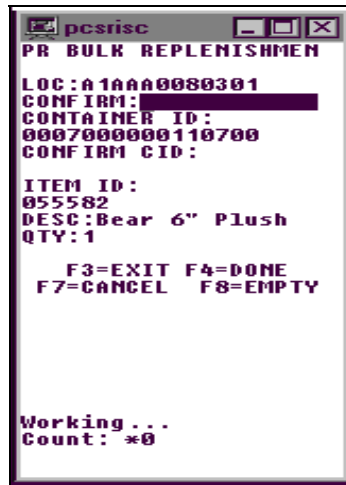 pcsrisc
PR BULK REPLENISHMEN
LOC:A1AAA0080301
CONFIRM:
CONTAINER ID:
0007000000110700
CONFIRM CID:
ITEM ID:
055582
DESC:Bear 6" Plush
QTY:1
F3=EXIT F4=DONE
F7=CANCEL F8=EMPTY
Working...
Count: *0